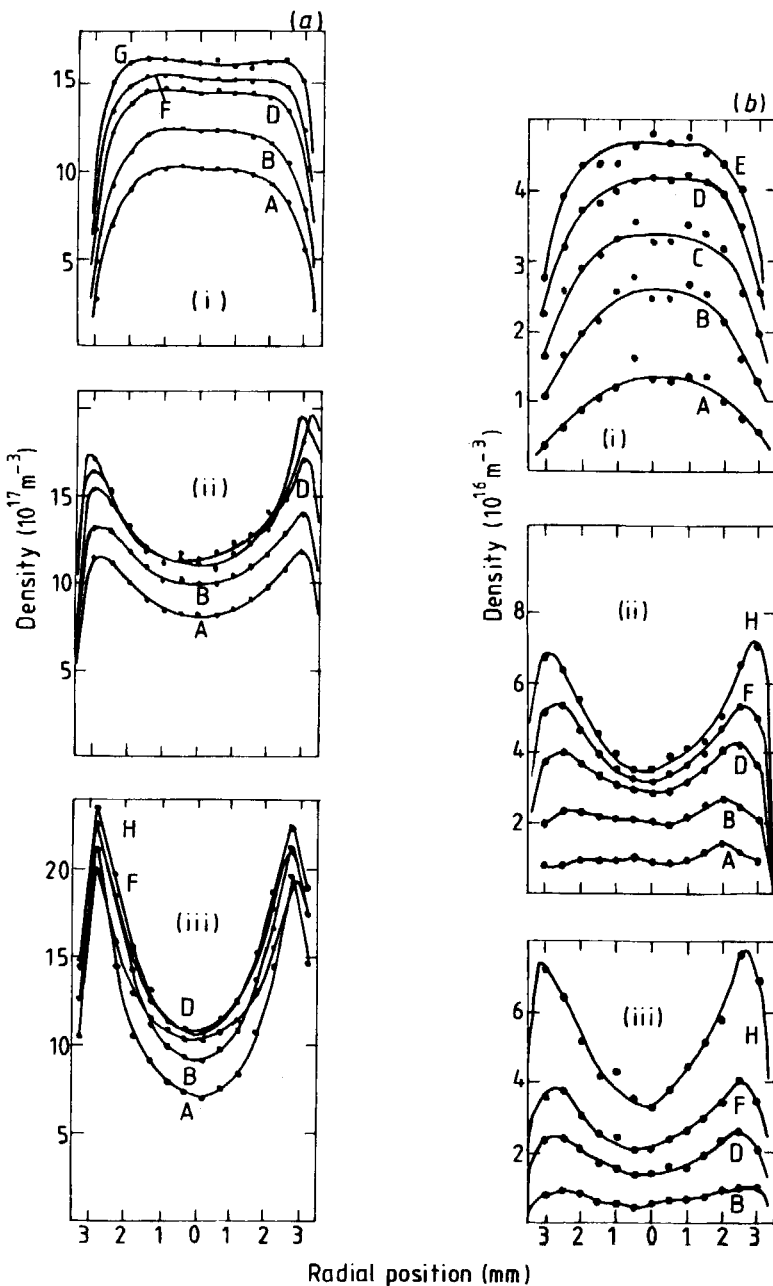 (a)
G
F
D
B
A
15
10
5
(i)
(ii)
D
B
A
15
10
5
Density (10¹⁷ m⁻³)
H
F
(iii)
D
B
A
20
15
10
5
3 2 1 0 1 2 3
(b)
E
D
C
B
A
4
3
2
1
(i)
Density (10¹⁶ m⁻³)
(ii)
H
F
D
B
A
8
6
4
2
(iii)
H
F
D
B
6
4
2
3 2 1 0 1 2 3
Radial position (mm)